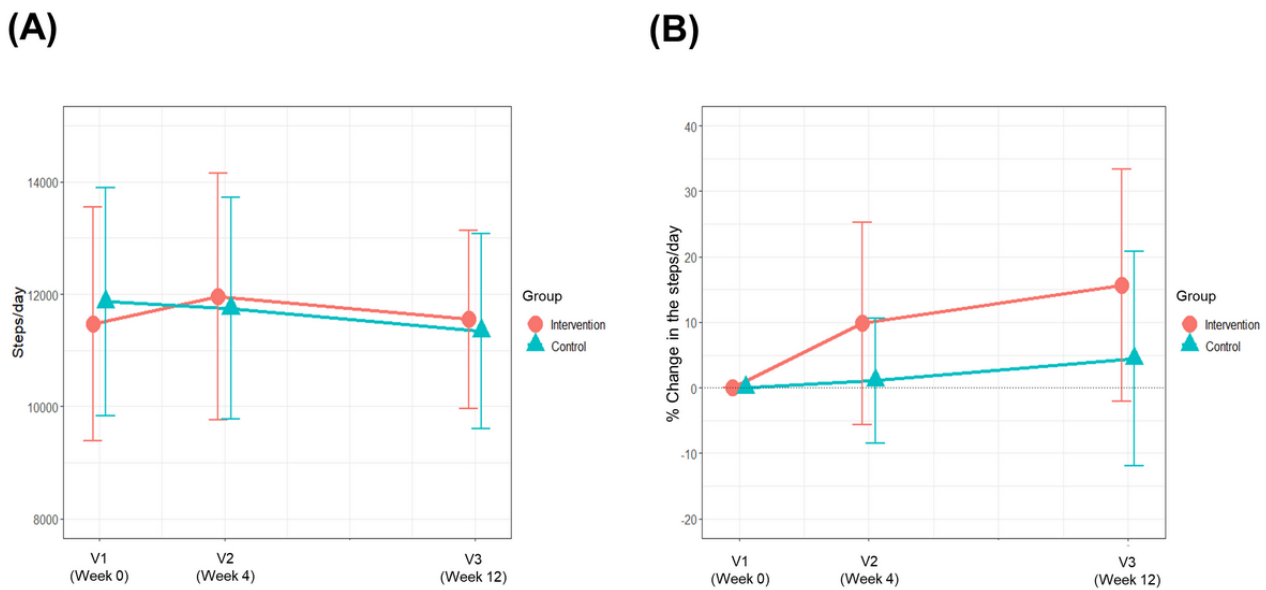 (A)
(B)
Steps/day
14000
12000
10000
8000
V1
(Week 0)
V2
(Week 4)
V3
(Week 12)
Group
Intervention
Control
% Change in the steps/day
40
30
20
10
0
-10
-20
V1
(Week 0)
V2
(Week 4)
V3
(Week 12)
Group
Intervention
Control